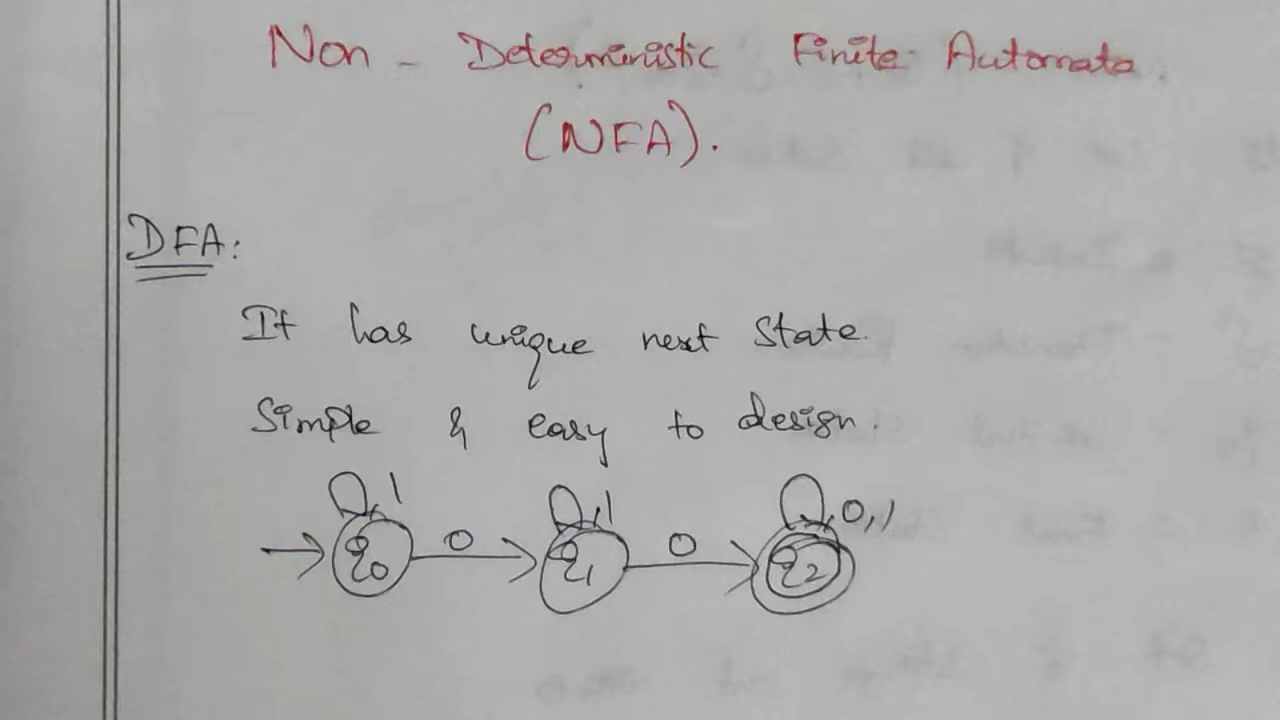 Non - Deterministic Finite Automata.
(NFA).
DFA:
It has unique next state.
Simple & easy to design.
1 1 0,1
0 0
q0 q1 q2